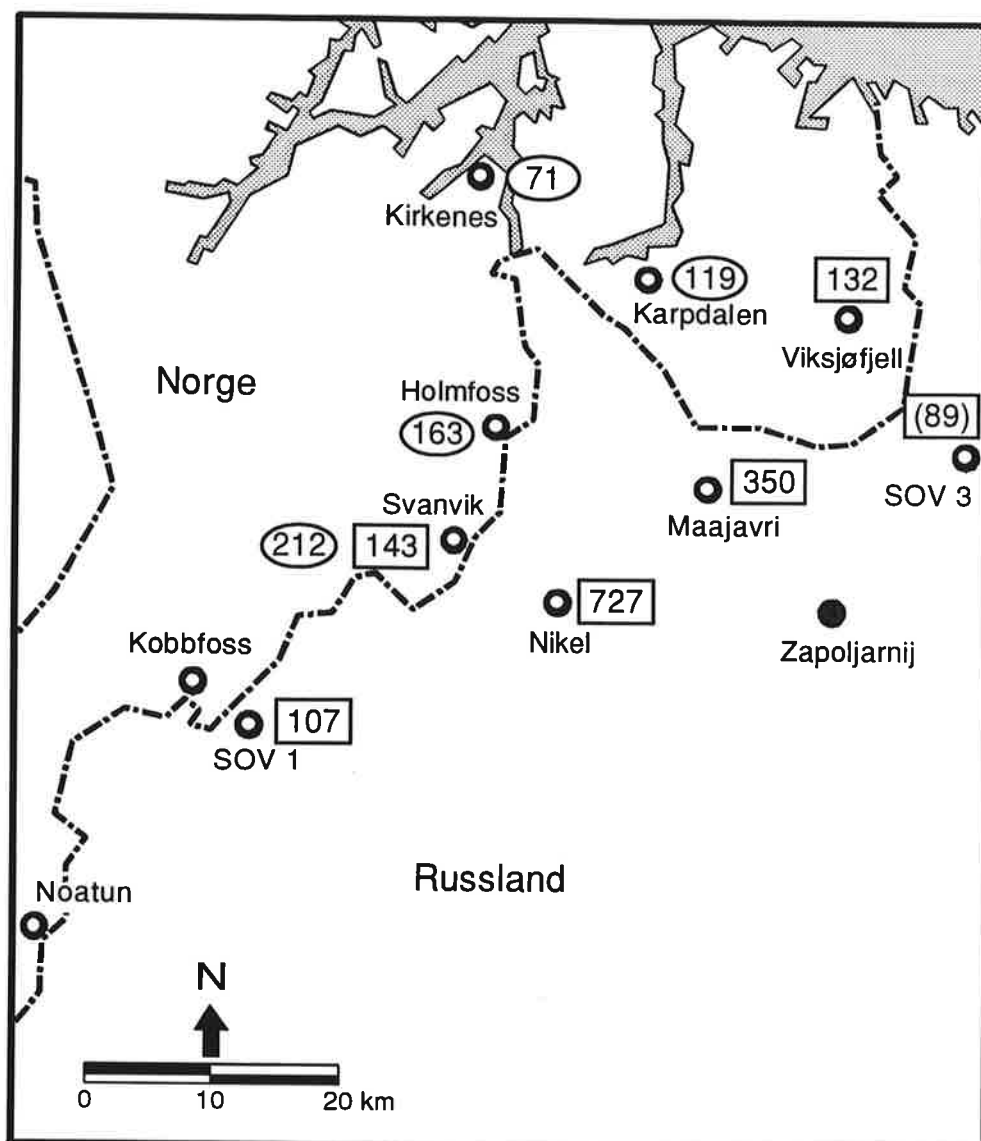 71
Kirkenes
119
132
Karpdalen
Viksjøfjell
Norge
Holmfoss
(89)
163
350
SOV 3
Svanvik
Maajavri
212
143
727
Nikel
Zapoljarnij
Kobbfoss
107
SOV 1
Russland
Noatun
N
0 10 20 km